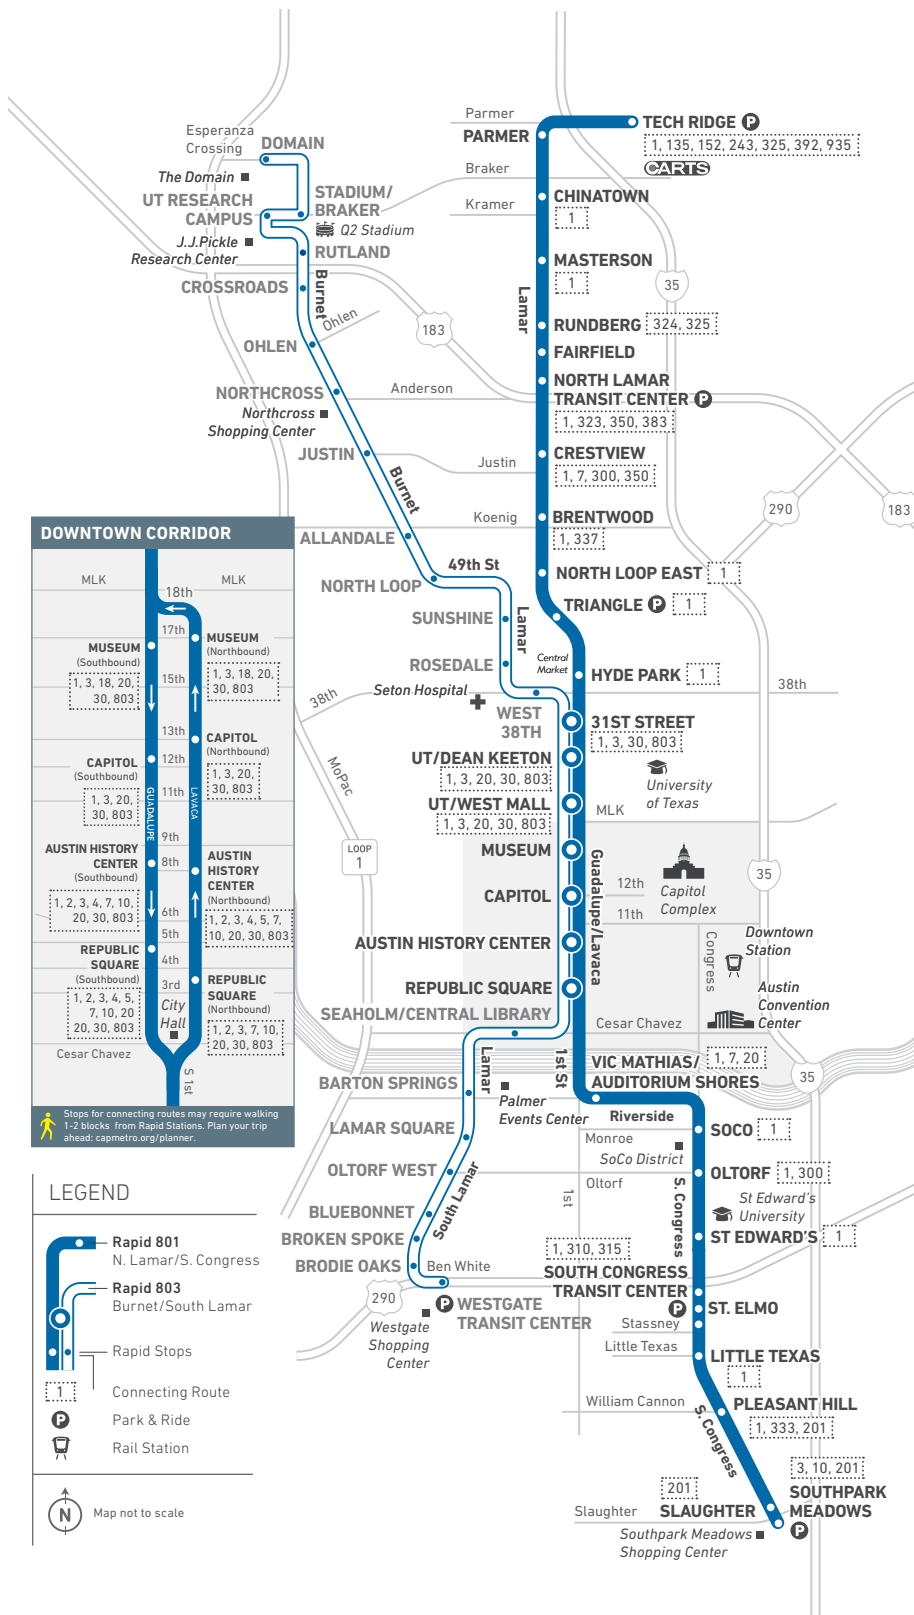 Parmer
TECH RIDGE P
PARMER
1, 135, 152, 243, 325, 392, 935
CARTS
Esperanza
Crossing
DOMAIN
The Domain
Braker
UT RESEARCH
CAMPUS
STADIUM/
BRAKER
Q2 Stadium
Kramer
CHINATOWN
1
J.J.Pickle
Research Center
RUTLAND
CROSSROADS
Burnet
MASTERSON
1
35
Lamar
RUNDBERG
324, 325
183
Ohlen
OHLEN
FAIRFIELD
NORTH LAMAR
TRANSIT CENTER P
1, 323, 350, 383
NORTHCROSS
Anderson
Northcross
Shopping Center
JUSTIN
Justin
CRESTVIEW
1, 7, 300, 350
Burnet
290
183
Koenig
BRENTWOOD
1, 337
ALLANDALE
49th St
NORTH LOOP
NORTH LOOP EAST
1
TRIANGLE P
1
SUNSHINE
Lamar
ROSEDALE
Central
Market
HYDE PARK
1
38th
Seton Hospital
38th
WEST
38TH
31ST STREET
1, 3, 30, 803
UT/DEAN KEETON
1, 3, 20, 30, 803
University
of Texas
UT/WEST MALL
1, 3, 20, 30, 803
MLK
MoPac
LOOP
1
MUSEUM
Guadalupe/Lavaca
CAPITOL
12th
11th
Capitol
Complex
35
AUSTIN HISTORY CENTER
Congress
Downtown
Station
REPUBLIC SQUARE
Austin
Convention
Center
SEAHOLM/CENTRAL LIBRARY
Cesar Chavez
Lamar
1st St
VIC MATHIAS/
AUDITORIUM SHORES
1, 7, 20
35
BARTON SPRINGS
Palmer
Events Center
Riverside
LAMAR SQUARE
Monroe
SOCO
1
SoCo District
OLTORF WEST
Oltorf
OLTORF
1, 300
South Lamar
1st
S. Congress
St Edward's
University
BLUEBONNET
BROKEN SPOKE
ST EDWARD'S
1
1, 310, 315
BRODIE OAKS
Ben White
SOUTH CONGRESS
TRANSIT CENTER
P
290
P WESTGATE
TRANSIT CENTER
ST. ELMO
Westgate
Shopping
Center
Stassney
Little Texas
LITTLE TEXAS
1
William Cannon
PLEASANT HILL
1, 333, 201
S. Congress
3, 10, 201
201
SOUTHPARK
MEADOWS
P
Slaughter
SLAUGHTER
Southpark Meadows
Shopping Center
DOWNTOWN CORRIDOR
MLK
MLK
18th
17th
MUSEUM
(Southbound)
1, 3, 18, 20,
30, 803
MUSEUM
(Northbound)
1, 3, 18, 20,
30, 803
15th
13th
CAPITOL
(Southbound)
1, 3, 20,
30, 803
CAPITOL
(Northbound)
1, 3, 20,
30, 803
12th
11th
GUADALUPE
LAVACA
9th
AUSTIN HISTORY
CENTER
(Southbound)
1, 2, 3, 4, 7, 10,
20, 30, 803
8th
AUSTIN
HISTORY
CENTER
(Northbound)
1, 2, 3, 4, 5, 7,
10, 20, 30, 803
6th
5th
REPUBLIC
SQUARE
(Southbound)
1, 2, 3, 4, 5,
7, 10, 20
20, 30, 803
4th
3rd
REPUBLIC
SQUARE
(Northbound)
1, 2, 3, 7, 10,
20, 30, 803
City
Hall
Cesar Chavez
S 1st
Stops for connecting routes may require walking
1-2 blocks from Rapid Stations. Plan your trip
ahead: capmetro.org/planner.
LEGEND
Rapid 801
N. Lamar/S. Congress
Rapid 803
Burnet/South Lamar
Rapid Stops
1
Connecting Route
P
Park & Ride
Rail Station
N
Map not to scale